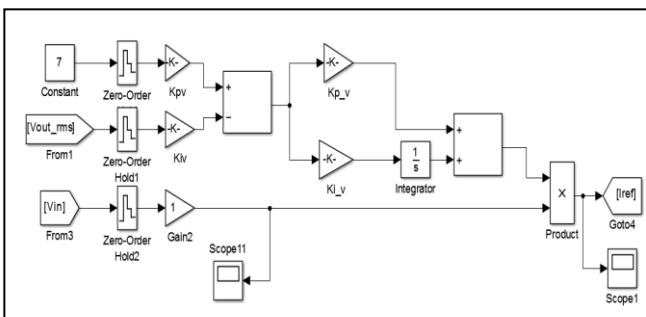 7
Constant
Zero-Order
-K-
Kpv
+
−
[Vout_rms]
From1
Zero-Order
Hold1
-K-
Kiv
-K-
Kp_v
-K-
Ki_v
1
s
Integrator
+
+
[Vin]
From3
Zero-Order
Hold2
1
Gain2
Scope11
×
Product
[Iref]
Goto4
Scope1